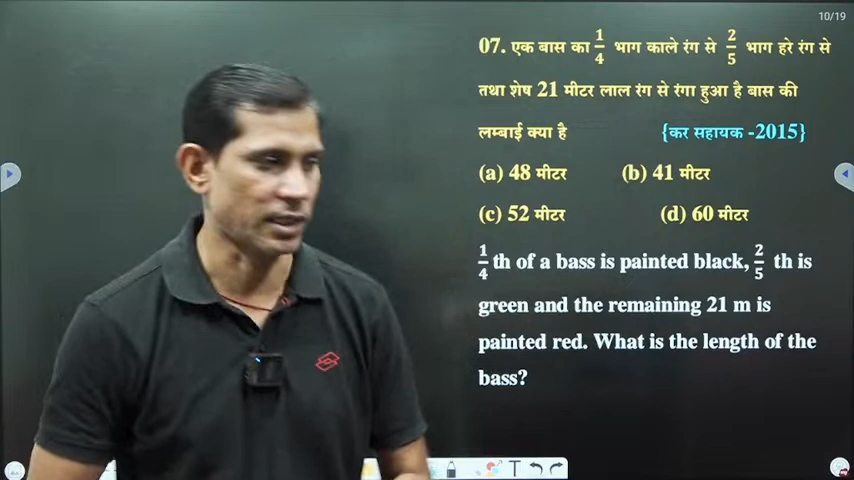 10/19
07. एक बास का 1/4 भाग काले रंग से 2/5 भाग हरे रंग से
तथा शेष 21 मीटर लाल रंग से रंगा हुआ है बास की
लम्बाई क्या है {कर सहायक -2015}
(a) 48 मीटर (b) 41 मीटर
(c) 52 मीटर (d) 60 मीटर
1/4 th of a bass is painted black, 2/5 th is
green and the remaining 21 m is
painted red. What is the length of the
bass?
T